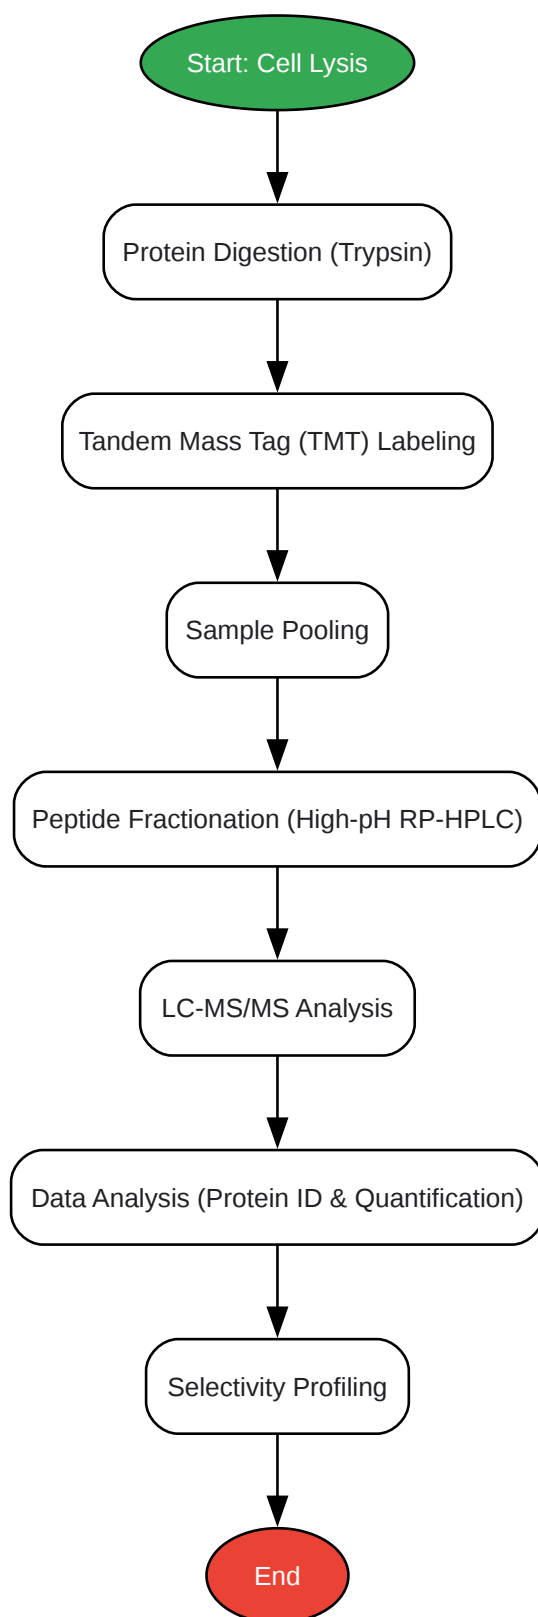 Start: Cell Lysis
Protein Digestion (Trypsin)
Tandem Mass Tag (TMT) Labeling
Sample Pooling
Peptide Fractionation (High-pH RP-HPLC)
LC-MS/MS Analysis
Data Analysis (Protein ID & Quantification)
Selectivity Profiling
End